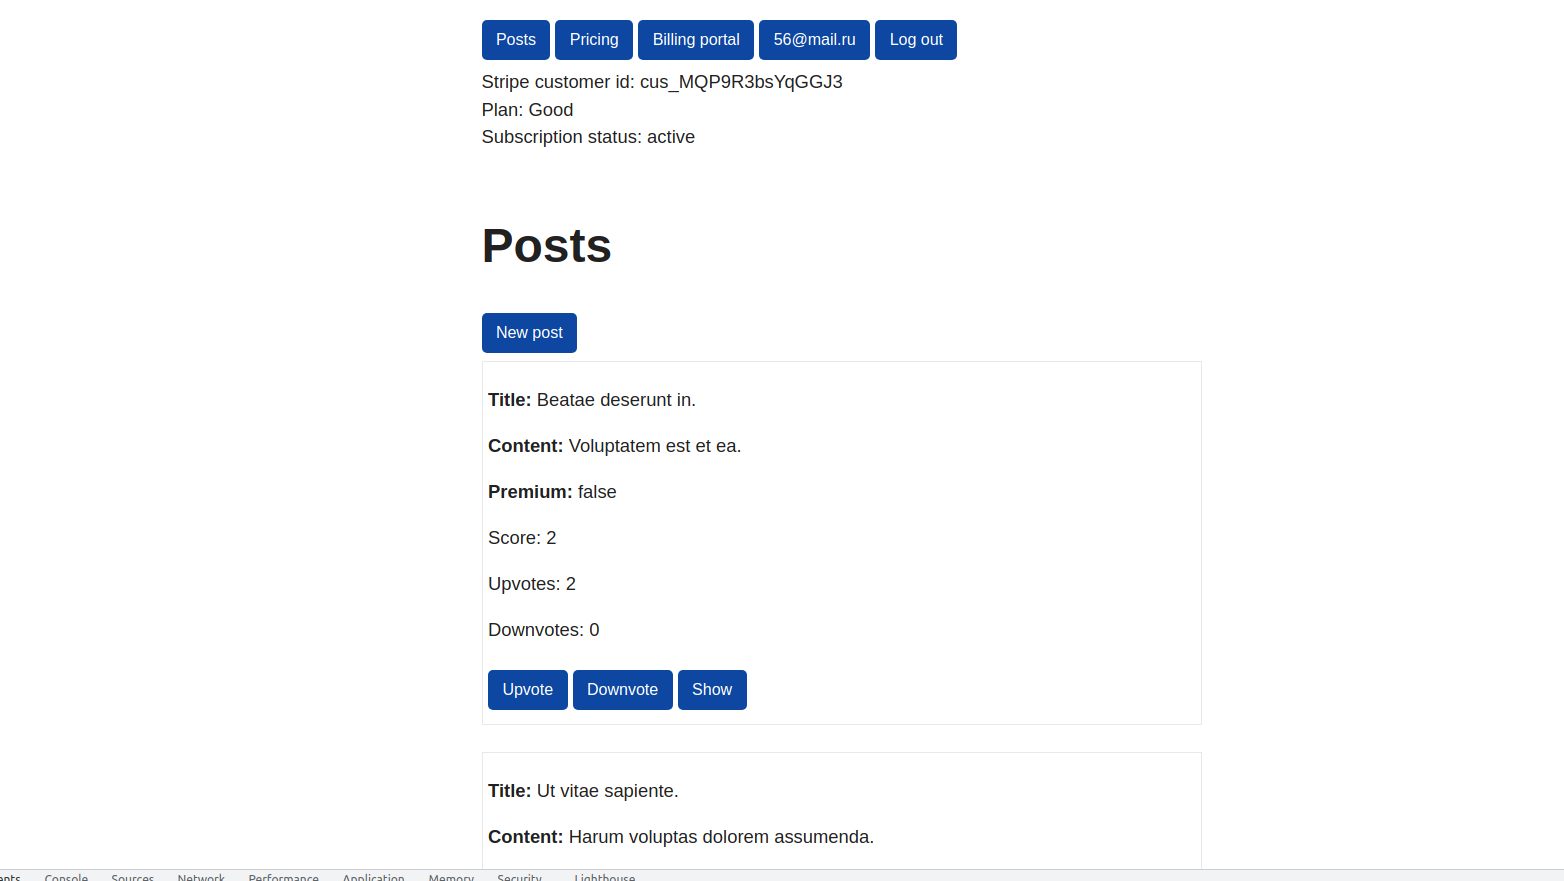 Posts Pricing Billing portal 56@mail.ru Log out
Stripe customer id: cus_MQP9R3bsYqGGJ3
Plan: Good
Subscription status: active
Posts
New post
Title: Beatae deserunt in.
Content: Voluptatem est et ea.
Premium: false
Score: 2
Upvotes: 2
Downvotes: 0
Upvote Downvote Show
Title: Ut vitae sapiente.
Content: Harum voluptas dolorem assumenda.
Console Sources Network Performance Application Memory Security Lighthouse